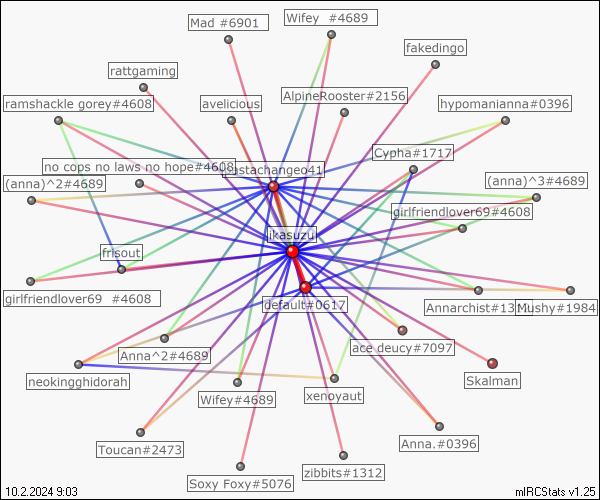 Mad #6901
Wifey #4689
fakedingo
rattgaming
AlpineRooster#2156
ramshackle gorey#4608
avelicious
hypomanianna#0396
Cypha#1717
no cops no laws no hope#4608
astachangeo41
(anna)^2#4689
(anna)^3#4689
girlfriendlover69#4608
ikasuzu
frisout
girlfriendlover69 #4608
default#0617
Annarchist#13
Mushy#1984
Anna^2#4689
ace deucy#7097
neokingghidorah
Skalman
Wifey#4689
xenoyaut
Toucan#2473
Anna.#0396
zibbits#1312
Soxy Foxy#5076
10.2.2024 9:03
mIRCStats v1.25